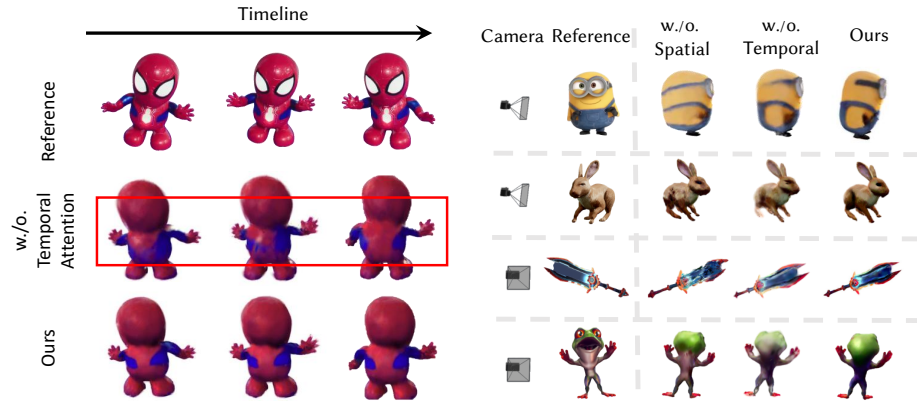 Timeline
Reference
w./o.
Temporal
Attention
Ours
Camera Reference
w./o.
Spatial
w./o.
Temporal
Ours